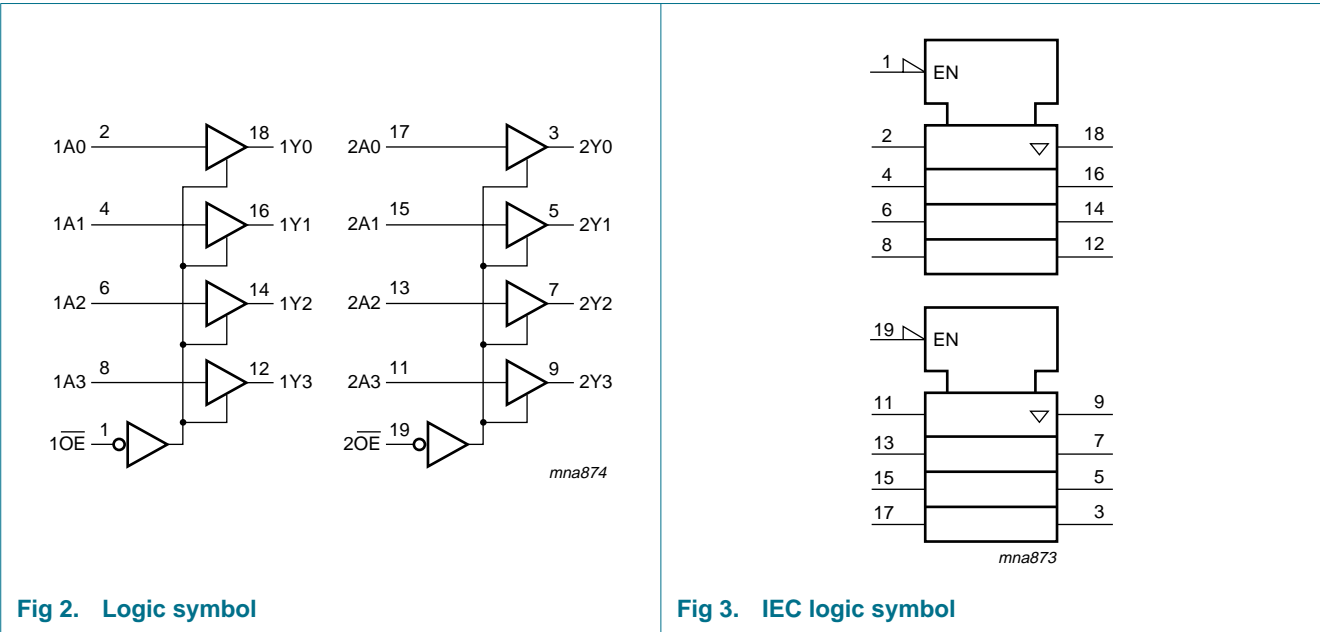 1A0 2 18 1Y0
1A1 4 16 1Y1
1A2 6 14 1Y2
1A3 8 12 1Y3
1O̅E̅ 1
2A0 17 3 2Y0
2A1 15 5 2Y1
2A2 13 7 2Y2
2A3 11 9 2Y3
2O̅E̅ 19
mna874
Fig 2. Logic symbol
1 EN
2 18
4 16
6 14
8 12
19 EN
11 9
13 7
15 5
17 3
mna873
Fig 3. IEC logic symbol